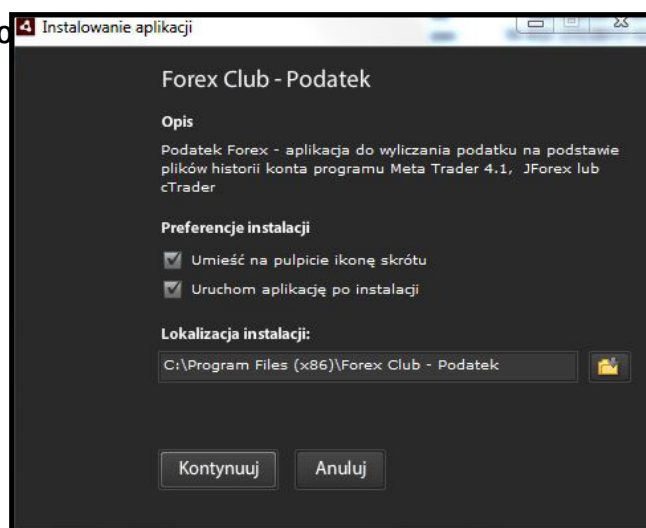 Instalowanie aplikacji
Forex Club - Podatek
Opis
Podatek Forex - aplikacja do wyliczania podatku na podstawie
plików historii konta programu Meta Trader 4.1, JForex lub
cTrader
Preferencje instalacji
Umieść na pulpicie ikonę skrótu
Uruchom aplikację po instalacji
Lokalizacja instalacji:
C:\Program Files (x86)\Forex Club - Podatek
Kontynuuj
Anuluj